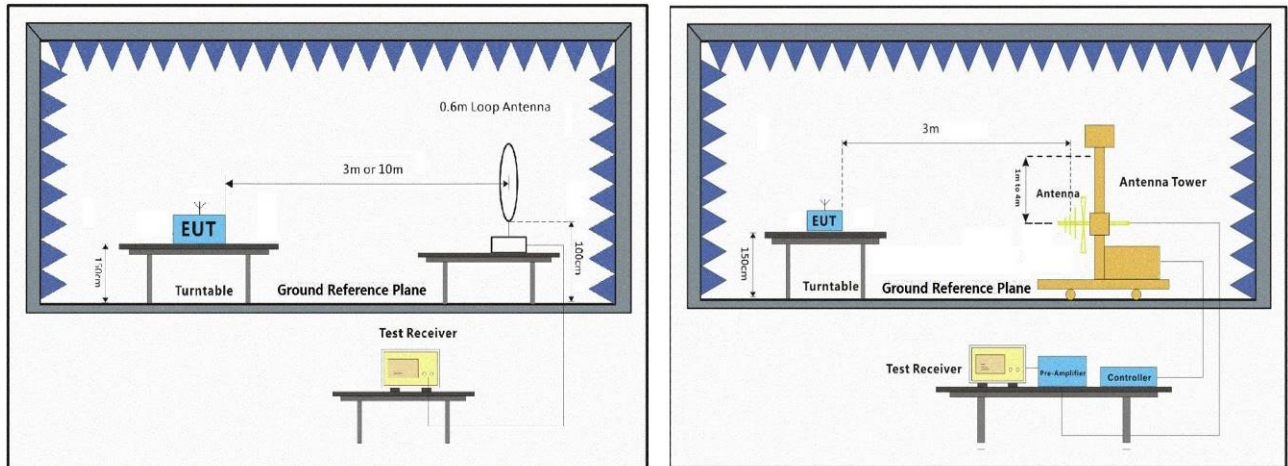 0.6m Loop Antenna
3m or 10m
EUT
150cm
100cm
Turntable
Ground Reference Plane
Test Receiver
3m
1m to 4m
Antenna
Antenna Tower
EUT
150cm
Turntable
Ground Reference Plane
Test Receiver
Pre-Amplifier
Controller